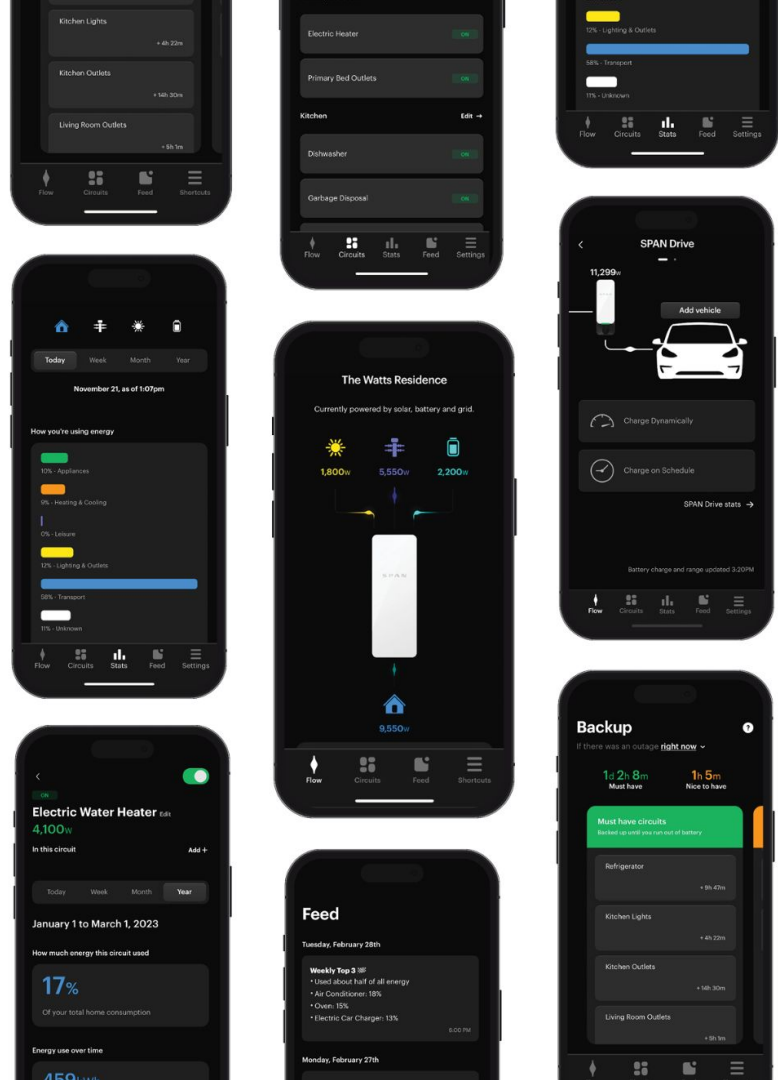 Kitchen Lights
+ 4h 22m
Kitchen Outlets
+ 14h 30m
Living Room Outlets
+ 5h 1m
Flow
Circuits
Feed
Shortcuts
Today
Week
Month
Year
November 21, as of 1:07pm
How you're using energy
10% - Appliances
9% - Heating & Cooling
0% - Leisure
12% - Lighting & Outlets
58% - Transport
11% - Unknown
Flow
Circuits
Stats
Feed
Settings
ON
Electric Water Heater Edit
4,100w
In this circuit
Add +
Today
Week
Month
Year
January 1 to March 1, 2023
How much energy this circuit used
17%
Of your total home consumption
Energy use over time
459kWh
Electric Heater
ON
Primary Bed Outlets
ON
Kitchen
Edit →
Dishwasher
ON
Garbage Disposal
ON
Flow
Circuits
Stats
Feed
Settings
The Watts Residence
Currently powered by solar, battery and grid.
1,800w
5,550w
2,200w
SPAN
9,550w
Flow
Circuits
Feed
Shortcuts
Feed
Tuesday, February 28th
Weekly Top 3
• Used about half of all energy
• Air Conditioner: 18%
• Oven: 15%
• Electric Car Charger: 13%
5:00 PM
Monday, February 27th
12% - Lighting & Outlets
58% - Transport
11% - Unknown
Flow
Circuits
Stats
Feed
Settings
SPAN Drive
11,299w
Add vehicle
Charge Dynamically
Charge on Schedule
SPAN Drive stats →
Battery charge and range updated 3:20PM
Flow
Circuits
Stats
Feed
Settings
Backup
?
If there was an outage right now
1d 2h 8m
Must have
1h 5m
Nice to have
Must have circuits
Backed up until you run out of battery
Refrigerator
+ 9h 47m
Kitchen Lights
+ 4h 22m
Kitchen Outlets
+ 14h 30m
Living Room Outlets
+ 5h 1m